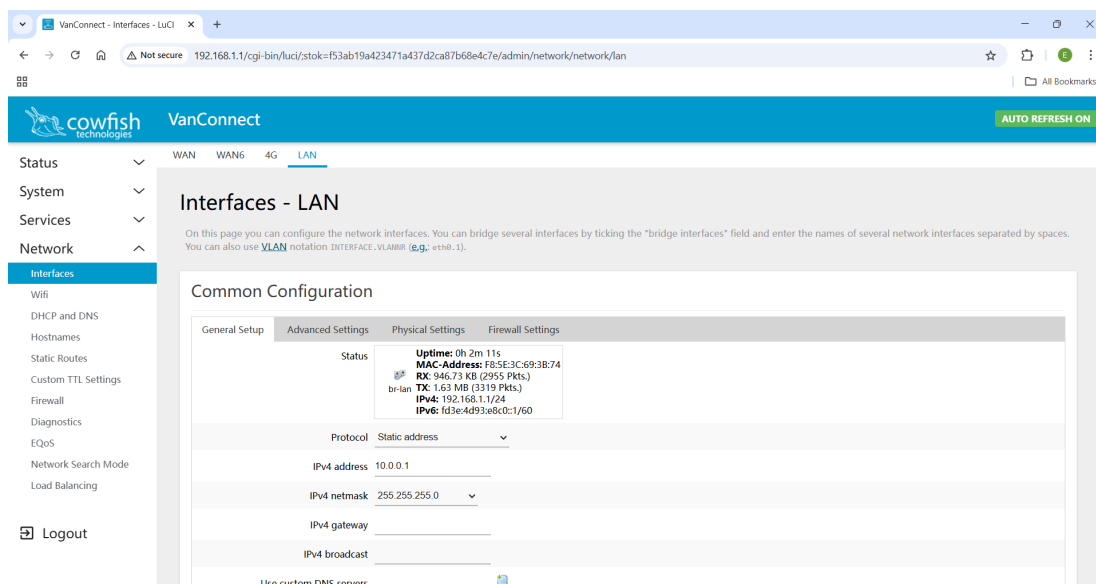 VanConnect - Interfaces - LuCI
Not secure 192.168.1.1/cgi-bin/luci/;stok=f53ab19a423471a437d2ca87b68e4c7e/admin/network/network/lan
E
All Bookmarks
cowfish technologies
VanConnect
AUTO REFRESH ON
WAN WAN6 4G LAN
Status
System
Services
Network
Interfaces
Wifi
DHCP and DNS
Hostnames
Static Routes
Custom TTL Settings
Firewall
Diagnostics
EQoS
Network Search Mode
Load Balancing
Logout
Interfaces - LAN
On this page you can configure the network interfaces. You can bridge several interfaces by ticking the "bridge interfaces" field and enter the names of several network interfaces separated by spaces.
You can also use VLAN notation INTERFACE.VLANNR (e.g.: eth0.1).
Common Configuration
General Setup Advanced Settings Physical Settings Firewall Settings
Status
br-lan
Uptime: 0h 2m 11s
MAC-Address: F8:5E:3C:69:3B:74
RX: 946.73 KB (2955 Pkts.)
TX: 1.63 MB (3319 Pkts.)
IPv4: 192.168.1.1/24
IPv6: fd3e:4d93:e8c0::1/60
Protocol Static address
IPv4 address 10.0.0.1
IPv4 netmask 255.255.255.0
IPv4 gateway
IPv4 broadcast
Use custom DNS servers